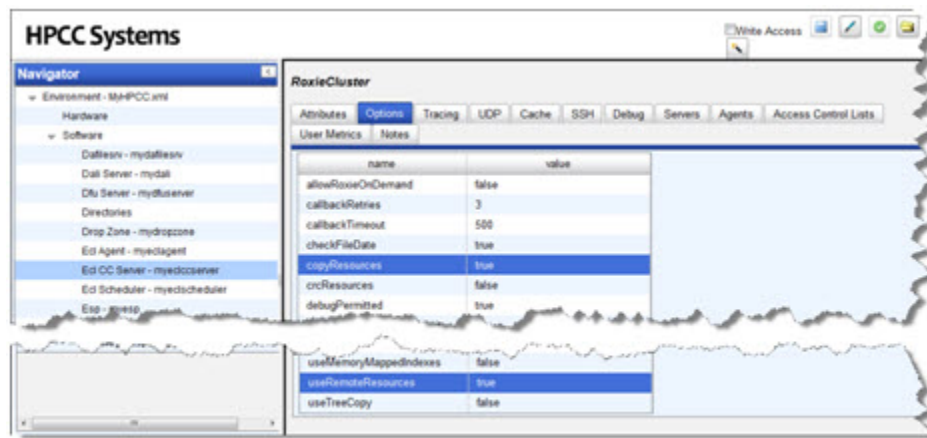 HPCC Systems
Write Access
Navigator
Environment - MyHPCC.xml
Hardware
Software
Dafilesrv - mydafilesrv
Dali Server - mydali
Dfu Server - mydfuserver
Directories
Drop Zone - mydropzone
Ecl Agent - myeclagent
Ecl CC Server - myeclccserver
Ecl Scheduler - myeclscheduler
Esp - myesp
RoxieCluster
Attributes Options Tracing UDP Cache SSH Debug Servers Agents Access Control Lists
User Metrics Notes
name value
allowRoxieOnDemand false
callbackRetries 3
callbackTimeout 500
checkFileDate true
copyResources true
crcResources false
debugPermitted true
useMemoryMappedIndexes false
useRemoteResources true
useTreeCopy false